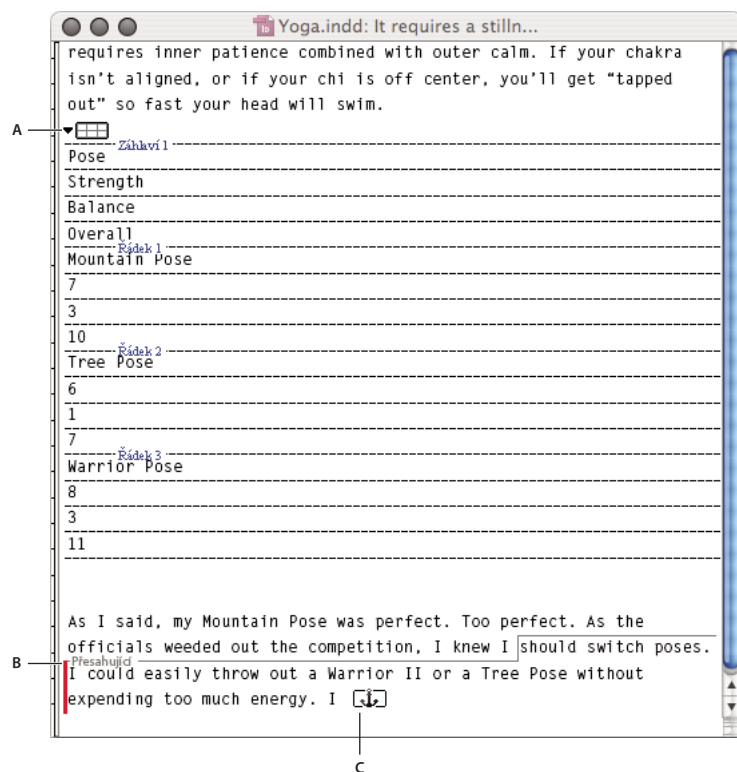 Yoga.indd: It requires a stilln...
requires inner patience combined with outer calm. If your chakra
isn't aligned, or if your chi is off center, you'll get “tapped
out” so fast your head will swim.
A
Záhlaví 1
Pose
Strength
Balance
Overall
Řádek 1
Mountain Pose
7
3
10
Řádek 2
Tree Pose
6
1
7
Řádek 3
Warrior Pose
8
3
11
As I said, my Mountain Pose was perfect. Too perfect. As the
officials weeded out the competition, I knew I should switch poses.
B
Přesahující
I could easily throw out a Warrior II or a Tree Pose without
expending too much energy. I
C